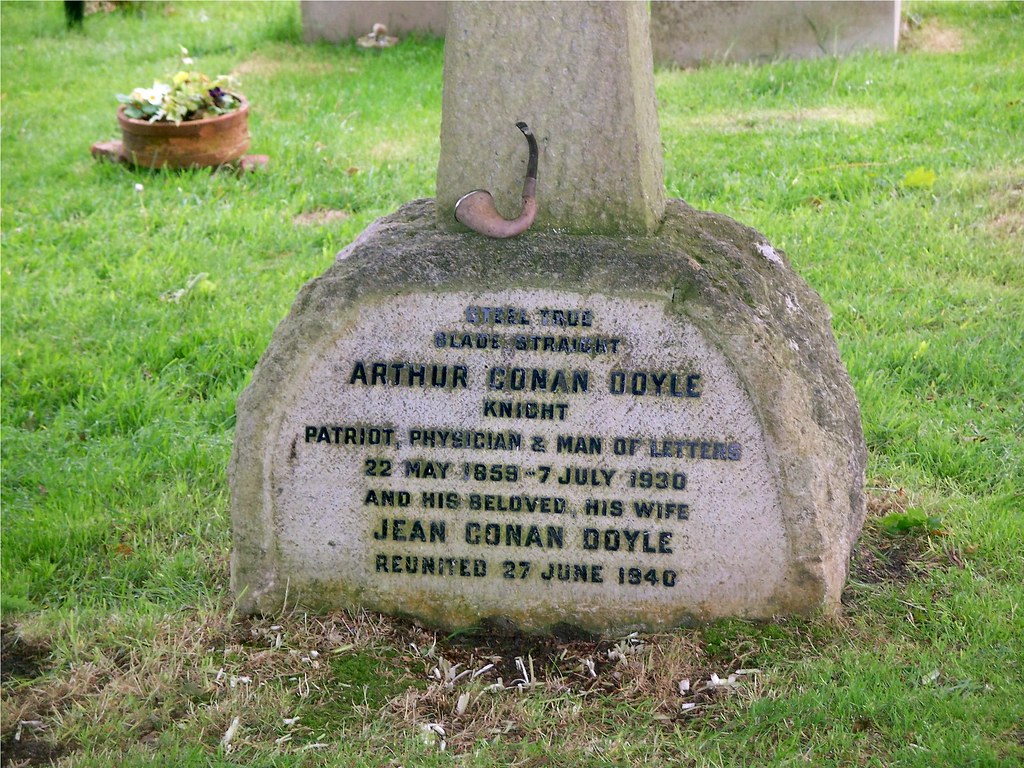 STEEL TRUE
BLADE STRAIGHT
ARTHUR CONAN DOYLE
KNIGHT
PATRIOT, PHYSICIAN & MAN OF LETTERS
22 MAY 1859 - 7 JULY 1930
AND HIS BELOVED, HIS WIFE
JEAN CONAN DOYLE
REUNITED 27 JUNE 1940